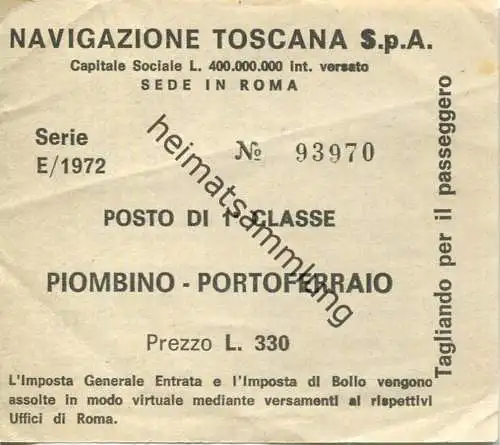 NAVIGAZIONE TOSCANA S.p.A.
Capitale Sociale L. 400.000.000 int. versato
SEDE IN ROMA
Serie
E/1972
№ 93970
POSTO DI 1ª CLASSE
PIOMBINO - PORTOFERRAIO
Prezzo L. 330
L'Imposta Generale Entrata e l'Imposta di Bollo vengono
assolte in modo virtuale mediante versamenti ai rispettivi
Uffici di Roma.
Tagliando per il passeggero
heimatsammlung